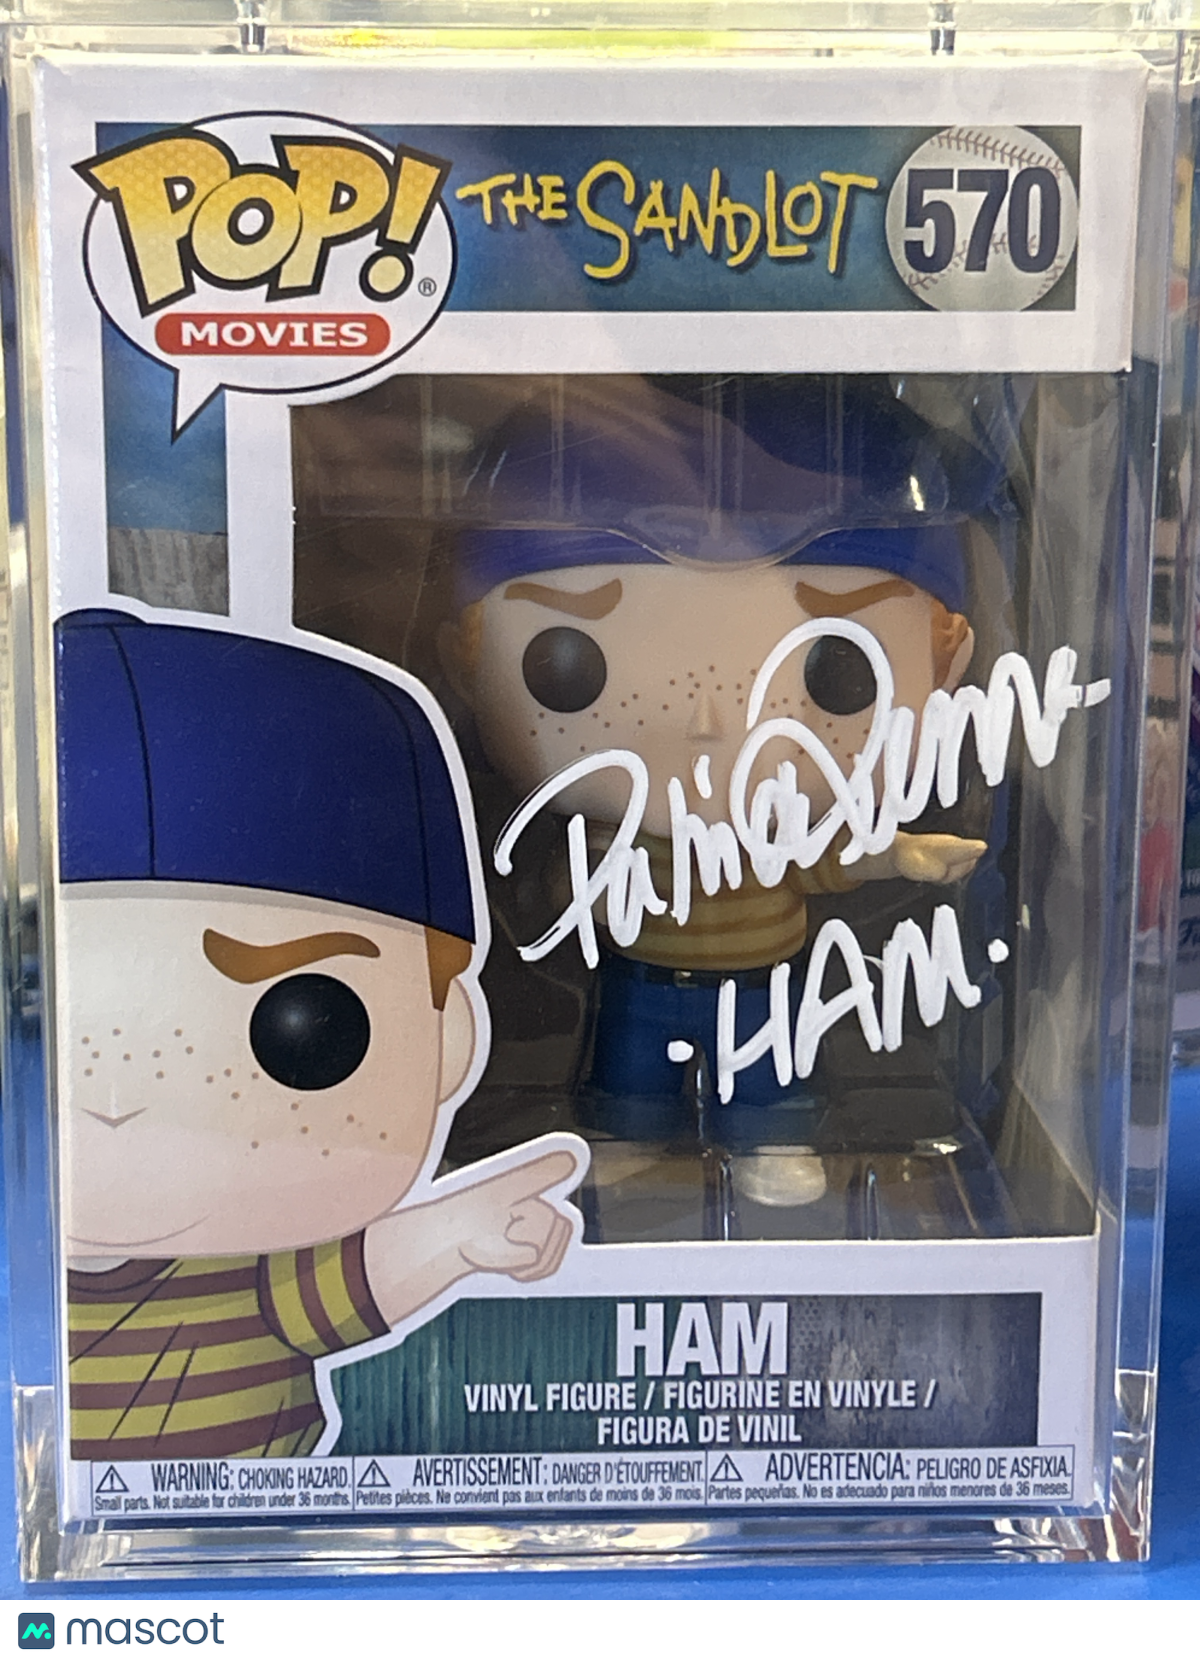 POP!®
MOVIES
THE SANDLOT
570
Patrick Renna
·HAM·
HAM
VINYL FIGURE / FIGURINE EN VINYLE /
FIGURA DE VINIL
WARNING: CHOKING HAZARD.
Small parts. Not suitable for children under 36 months.
AVERTISSEMENT: DANGER D'ÉTOUFFEMENT.
Petites pièces. Ne convient pas aux enfants de moins de 36 mois.
ADVERTENCIA: PELIGRO DE ASFIXIA.
Partes pequeñas. No es adecuado para niños menores de 36 meses.
mascot